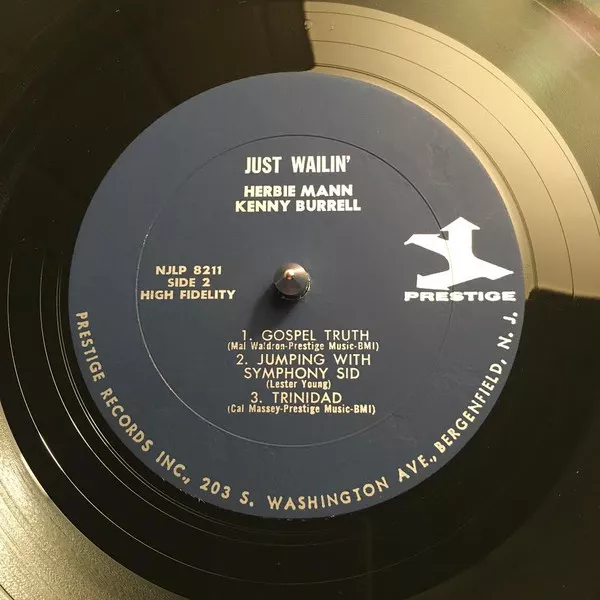 JUST WAILIN'
HERBIE MANN
KENNY BURRELL
NJLP 8211
SIDE 2
HIGH FIDELITY
PRESTIGE
1. GOSPEL TRUTH
(Mal Waldron-Prestige Music-BMI)
2. JUMPING WITH
SYMPHONY SID
(Lester Young)
3. TRINIDAD
(Cal Massey-Prestige Music-BMI)
PRESTIGE RECORDS INC., 203 S. WASHINGTON AVE., BERGENFIELD, N. J.